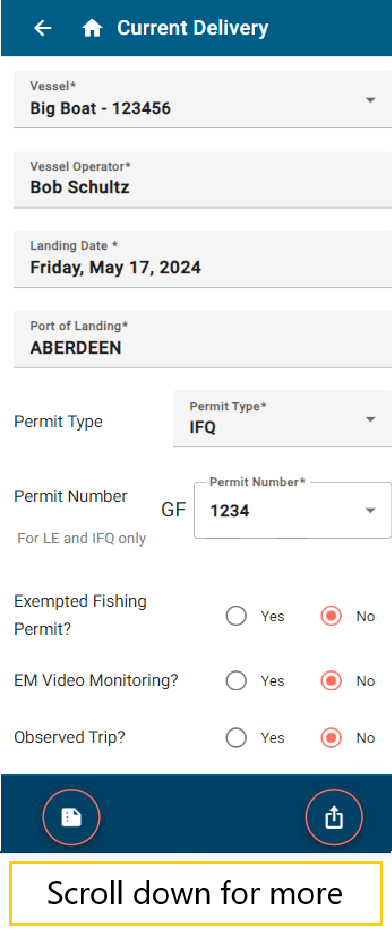 Current Delivery
Vessel*
Big Boat - 123456
Vessel Operator*
Bob Schultz
Landing Date *
Friday, May 17, 2024
Port of Landing*
ABERDEEN
Permit Type
Permit Type*
IFQ
Permit Number
For LE and IFQ only
GF
Permit Number*
1234
Exempted Fishing
Permit?
Yes No
EM Video Monitoring? Yes No
Observed Trip? Yes No
Scroll down for more